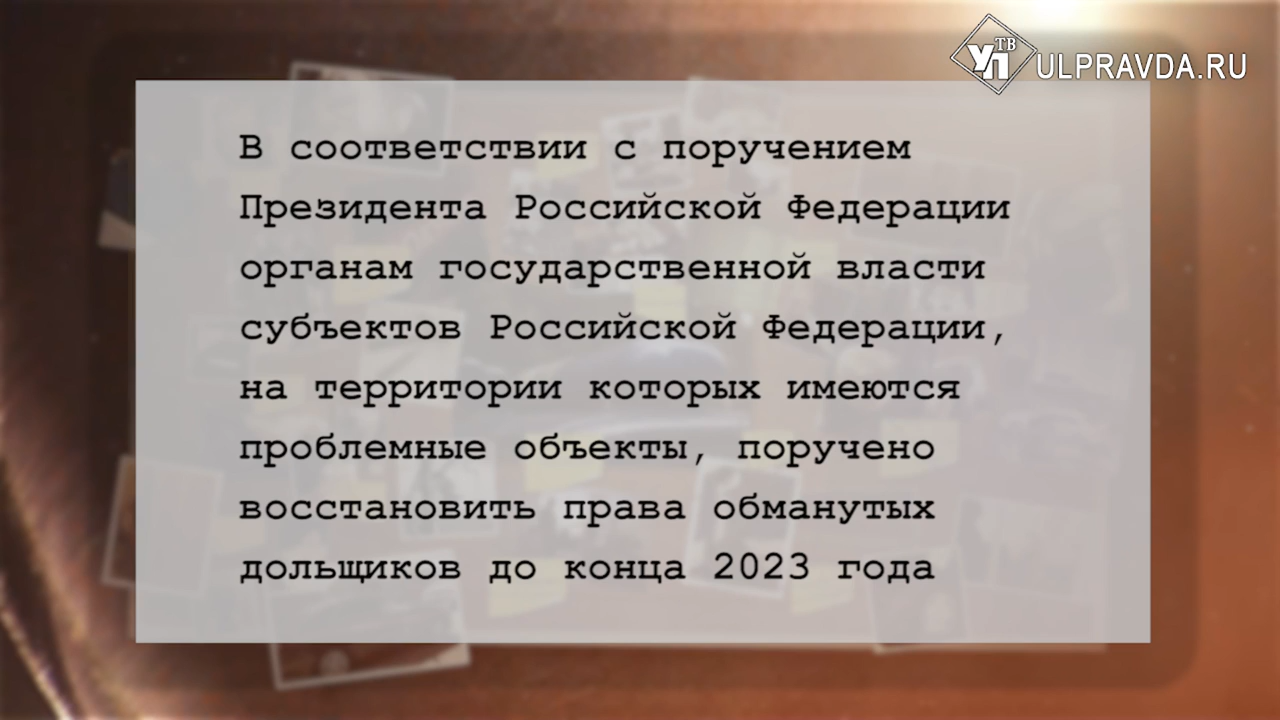 УП ТВ ULPRAVDA.RU
В соответствии с поручением
Президента Российской Федерации
органам государственной власти
субъектов Российской Федерации,
на территории которых имеются
проблемные объекты, поручено
восстановить права обманутых
дольщиков до конца 2023 года